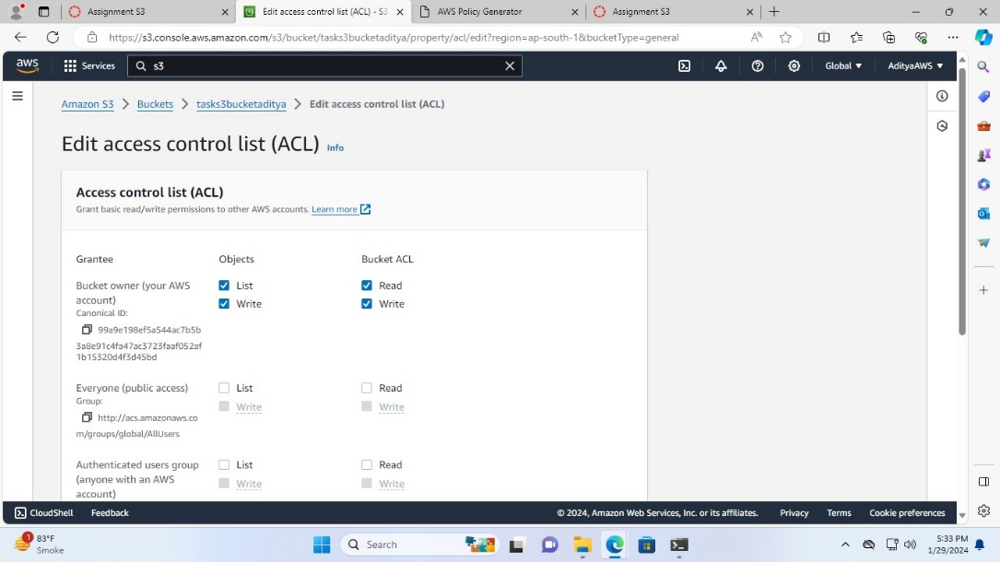 Assignment S3
Edit access control list (ACL) - S3
AWS Policy Generator
Assignment S3
https://s3.console.aws.amazon.com/s3/bucket/tasks3bucketaditya/property/acl/edit?region=ap-south-1&bucketType=general
aws
Services
s3
Global
AdityaAWS
Amazon S3 > Buckets > tasks3bucketaditya > Edit access control list (ACL)
Edit access control list (ACL) Info
Access control list (ACL)
Grant basic read/write permissions to other AWS accounts. Learn more
Grantee Objects Bucket ACL
Bucket owner (your AWS
account)
Canonical ID:
99a9e198ef5a544ac7b5b
3a8e91c4fa47ac3723faaf052af
1b15320d4f3d45bd
List
Write
Read
Write
Everyone (public access)
Group:
http://acs.amazonaws.co
m/groups/global/AllUsers
List
Write
Read
Write
Authenticated users group
(anyone with an AWS
account)
List
Write
Read
Write
CloudShell Feedback © 2024, Amazon Web Services, Inc. or its affiliates. Privacy Terms Cookie preferences
1
83°F
Smoke
Search
5:33 PM
1/29/2024